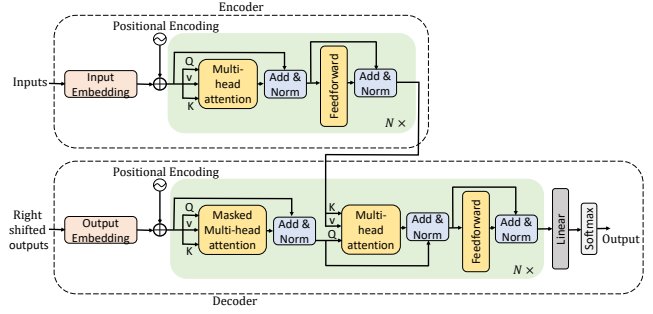 Encoder
Positional Encoding
Inputs
Input
Embedding
Q
V
K
Multi-
head
attention
Add &
Norm
Feedforward
Add &
Norm
N ×
Positional Encoding
Right
shifted
outputs
Output
Embedding
Q
V
K
Masked
Multi-head
attention
Add &
Norm
K
V
Q
Multi-
head
attention
Add &
Norm
Feedforward
Add &
Norm
N ×
Linear
Softmax
Output
Decoder